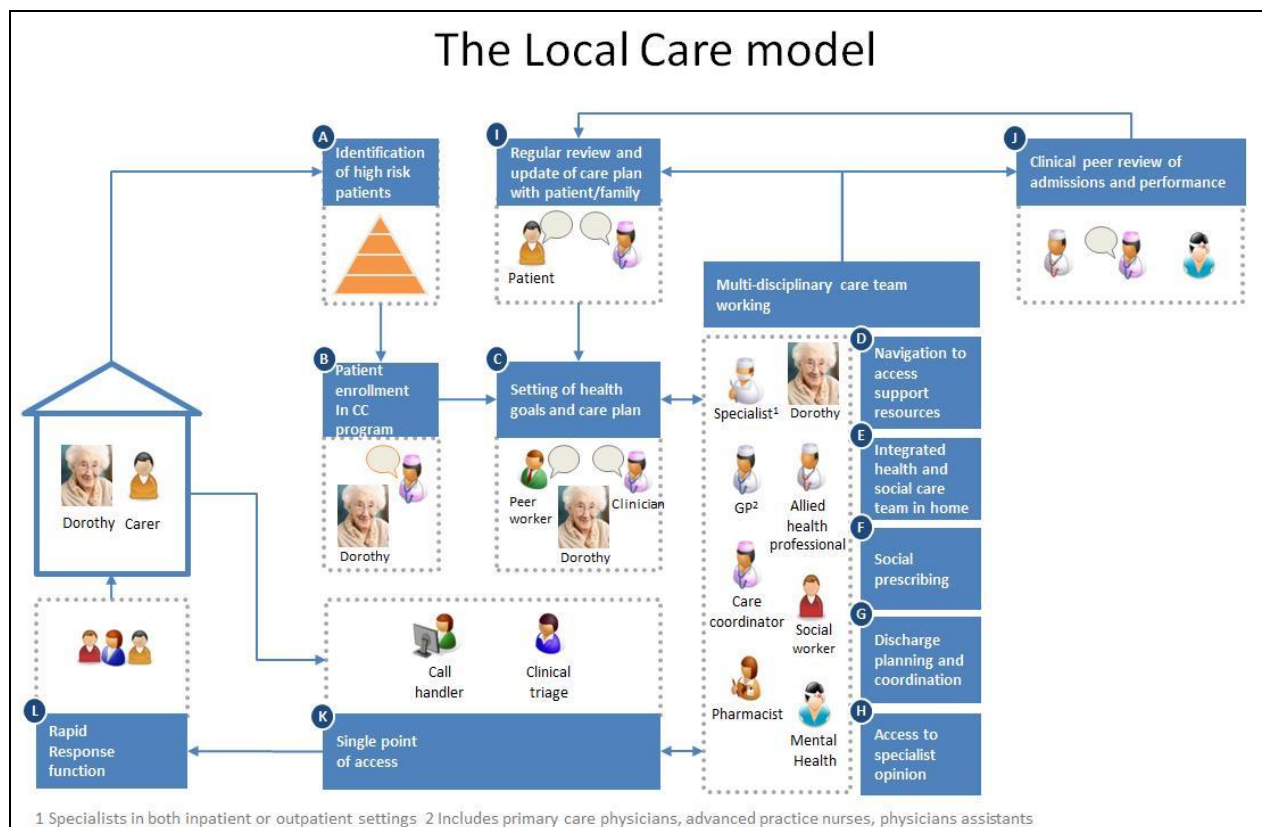 The Local Care model
A
Identification
of high risk
patients
I
Regular review and
update of care plan
with patient/family
Patient
J
Clinical peer review of
admissions and performance
Multi-disciplinary care team
working
B
Patient
enrollment
In CC
program
Dorothy
C
Setting of health
goals and care plan
Peer
worker
Clinician
Dorothy
Specialist¹
Dorothy
GP²
Allied
health
professional
Care
coordinator
Social
worker
Pharmacist
Mental
Health
D
Navigation to
access
support
resources
E
Integrated
health and
social care
team in home
F
Social
prescribing
G
Discharge
planning and
coordination
H
Access to
specialist
opinion
Dorothy
Carer
Call
handler
Clinical
triage
L
Rapid
Response
function
K
Single point
of access
1 Specialists in both inpatient or outpatient settings 2 Includes primary care physicians, advanced practice nurses, physicians assistants